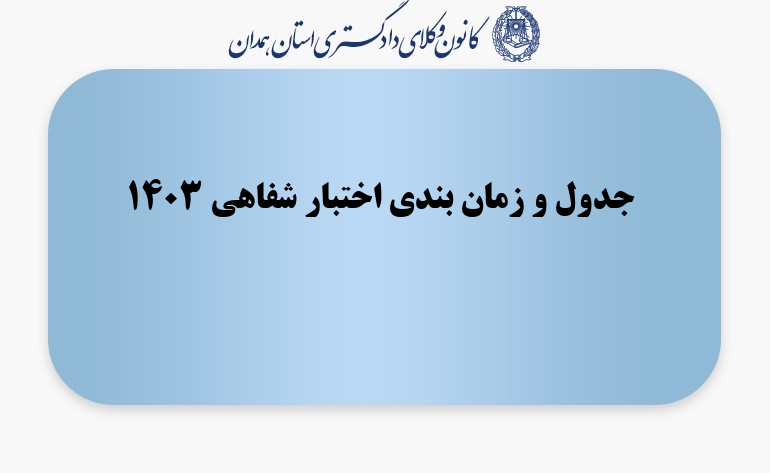 کانون وکلای دادگستری استان همدان
جدول و زمان بندی اختبار شفاهی ۱۴۰۳